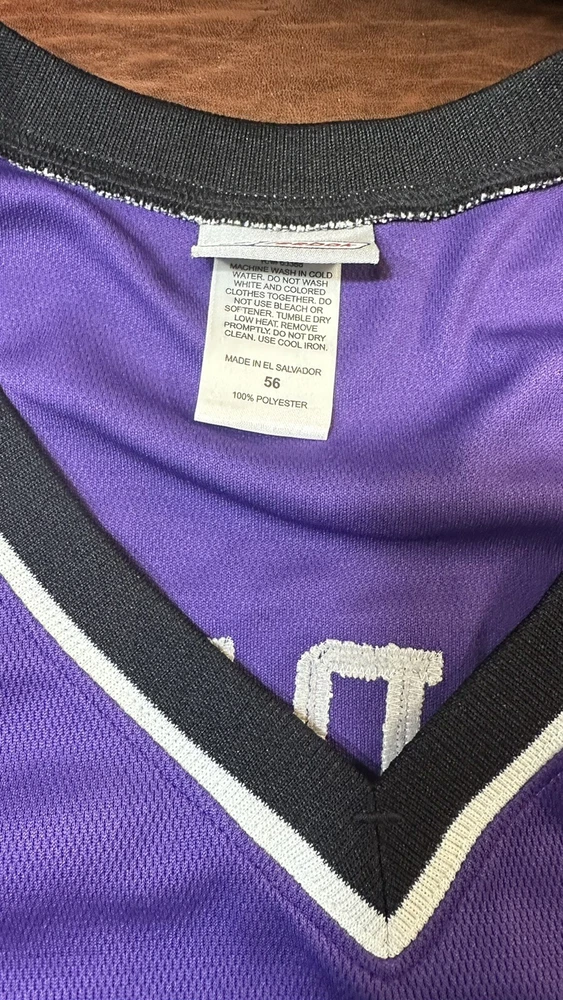 MACHINE WASH IN COLD
WATER. DO NOT WASH
WHITE AND COLORED
CLOTHES TOGETHER. DO
NOT USE BLEACH OR
SOFTENER. TUMBLE DRY
LOW HEAT. REMOVE
PROMPTLY. DO NOT DRY
CLEAN. USE COOL IRON.
MADE IN EL SALVADOR
56
100% POLYESTER